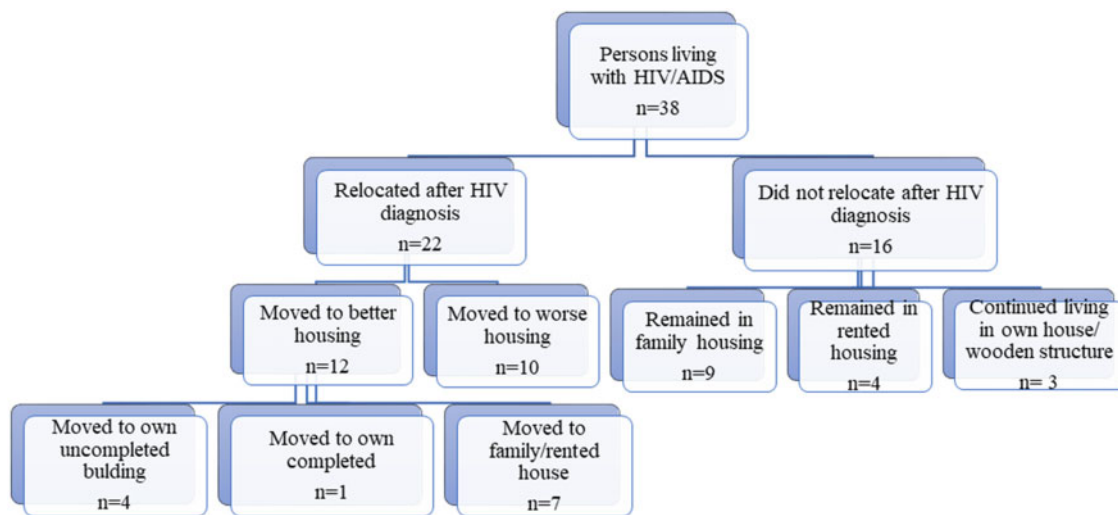 Persons living
with HIV/AIDS
n=38
Relocated after HIV
diagnosis
n=22
Did not relocate after HIV
diagnosis
n=16
Moved to better
housing
n=12
Moved to worse
housing
n=10
Remained in
family housing
n=9
Remained in
rented
housing
n=4
Continued living
in own house/
wooden structure
n= 3
Moved to own
uncompleted
bulding
n=4
Moved to own
completed
n=1
Moved to
family/rented
house
n=7